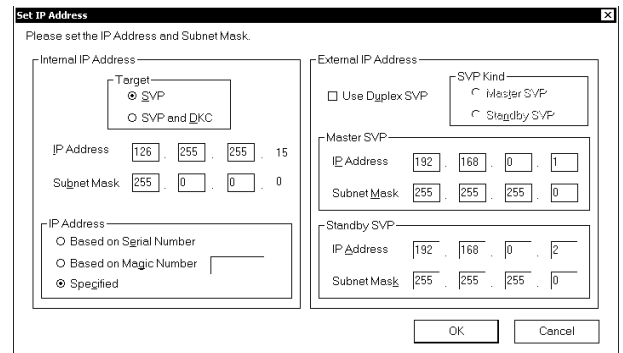 Set IP Address
Please set the IP Address and Subnet Mask.
Internal IP Address
Target
SVP
SVP and DKC
IP Address 126 . 255 . 255 . 15
Subnet Mask 255 . 0 . 0 . 0
IP Address
Based on Serial Number
Based on Magic Number
Specified
External IP Address
Use Duplex SVP
SVP Kind
Master SVP
Standby SVP
Master SVP
IP Address 192 . 168 . 0 . 1
Subnet Mask 255 . 255 . 255 . 0
Standby SVP
IP Address 192 . 168 . 0 . 2
Subnet Mask 255 . 255 . 255 . 0
OK Cancel